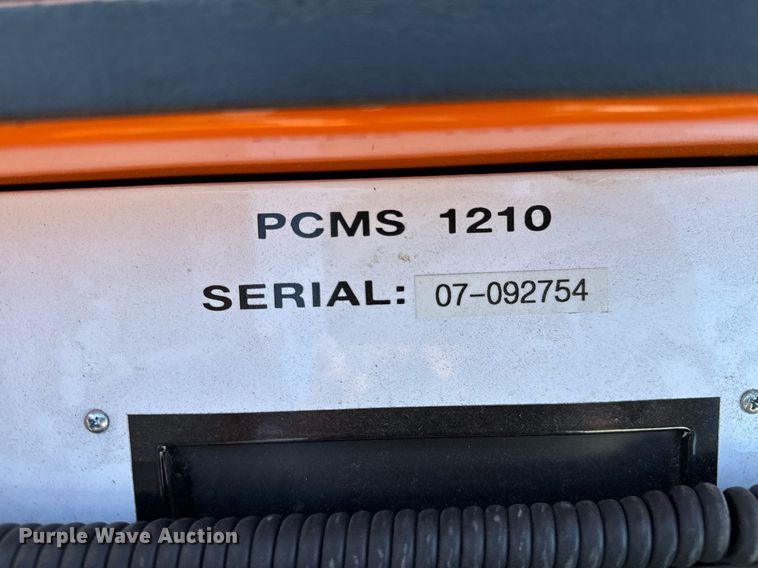 PCMS 1210
SERIAL: 07-092754
Purple Wave Auction